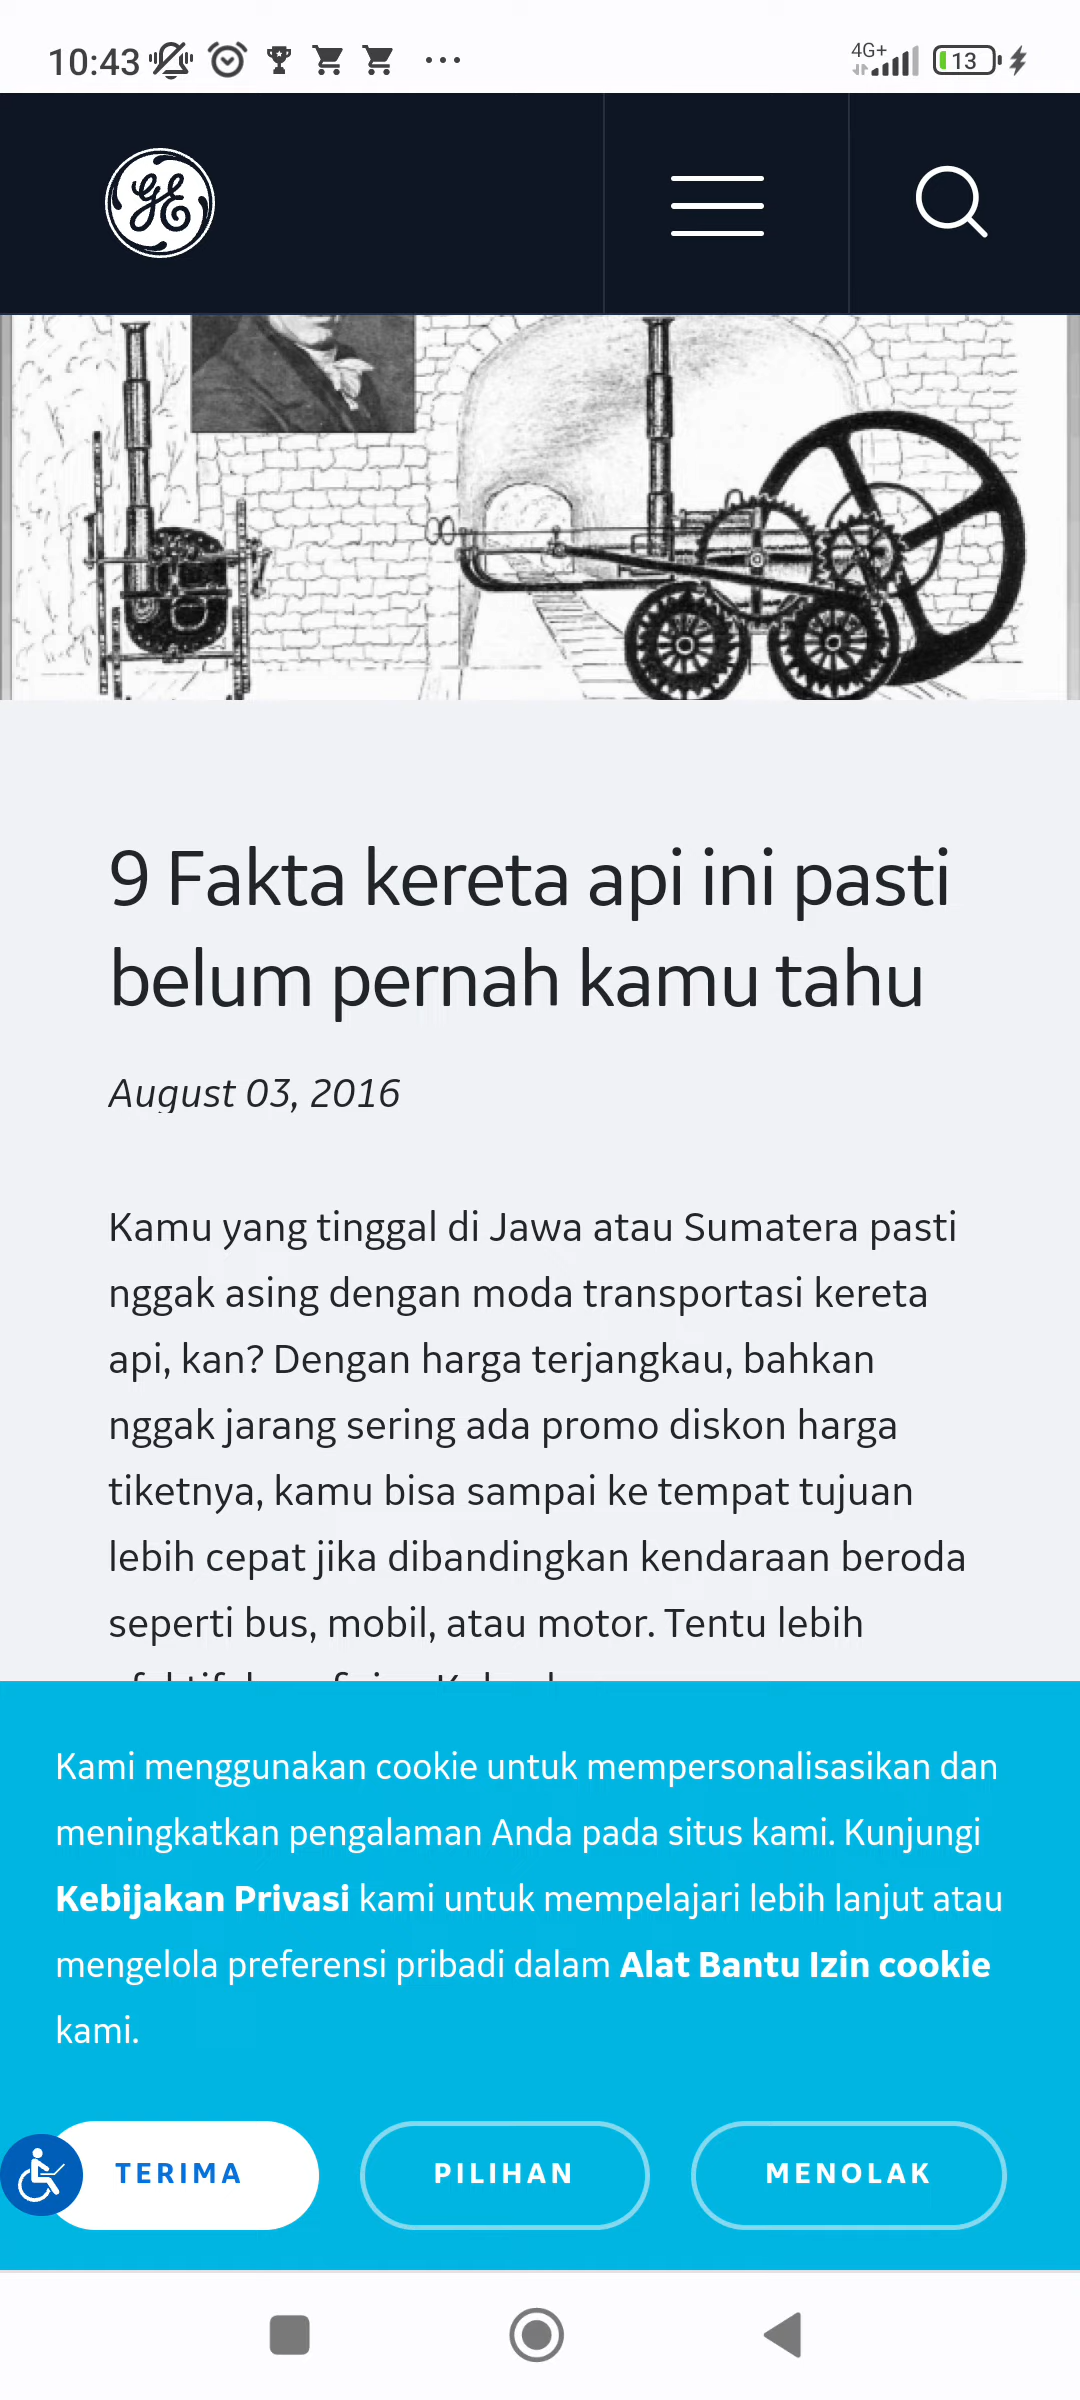 10:43
4G+
13
GE
9 Fakta kereta api ini pasti
belum pernah kamu tahu
August 03, 2016
Kamu yang tinggal di Jawa atau Sumatera pasti
nggak asing dengan moda transportasi kereta
api, kan? Dengan harga terjangkau, bahkan
nggak jarang sering ada promo diskon harga
tiketnya, kamu bisa sampai ke tempat tujuan
lebih cepat jika dibandingkan kendaraan beroda
seperti bus, mobil, atau motor. Tentu lebih
Kami menggunakan cookie untuk mempersonalisasikan dan
meningkatkan pengalaman Anda pada situs kami. Kunjungi
Kebijakan Privasi kami untuk mempelajari lebih lanjut atau
mengelola preferensi pribadi dalam Alat Bantu Izin cookie
kami.
TERIMA
PILIHAN
MENOLAK